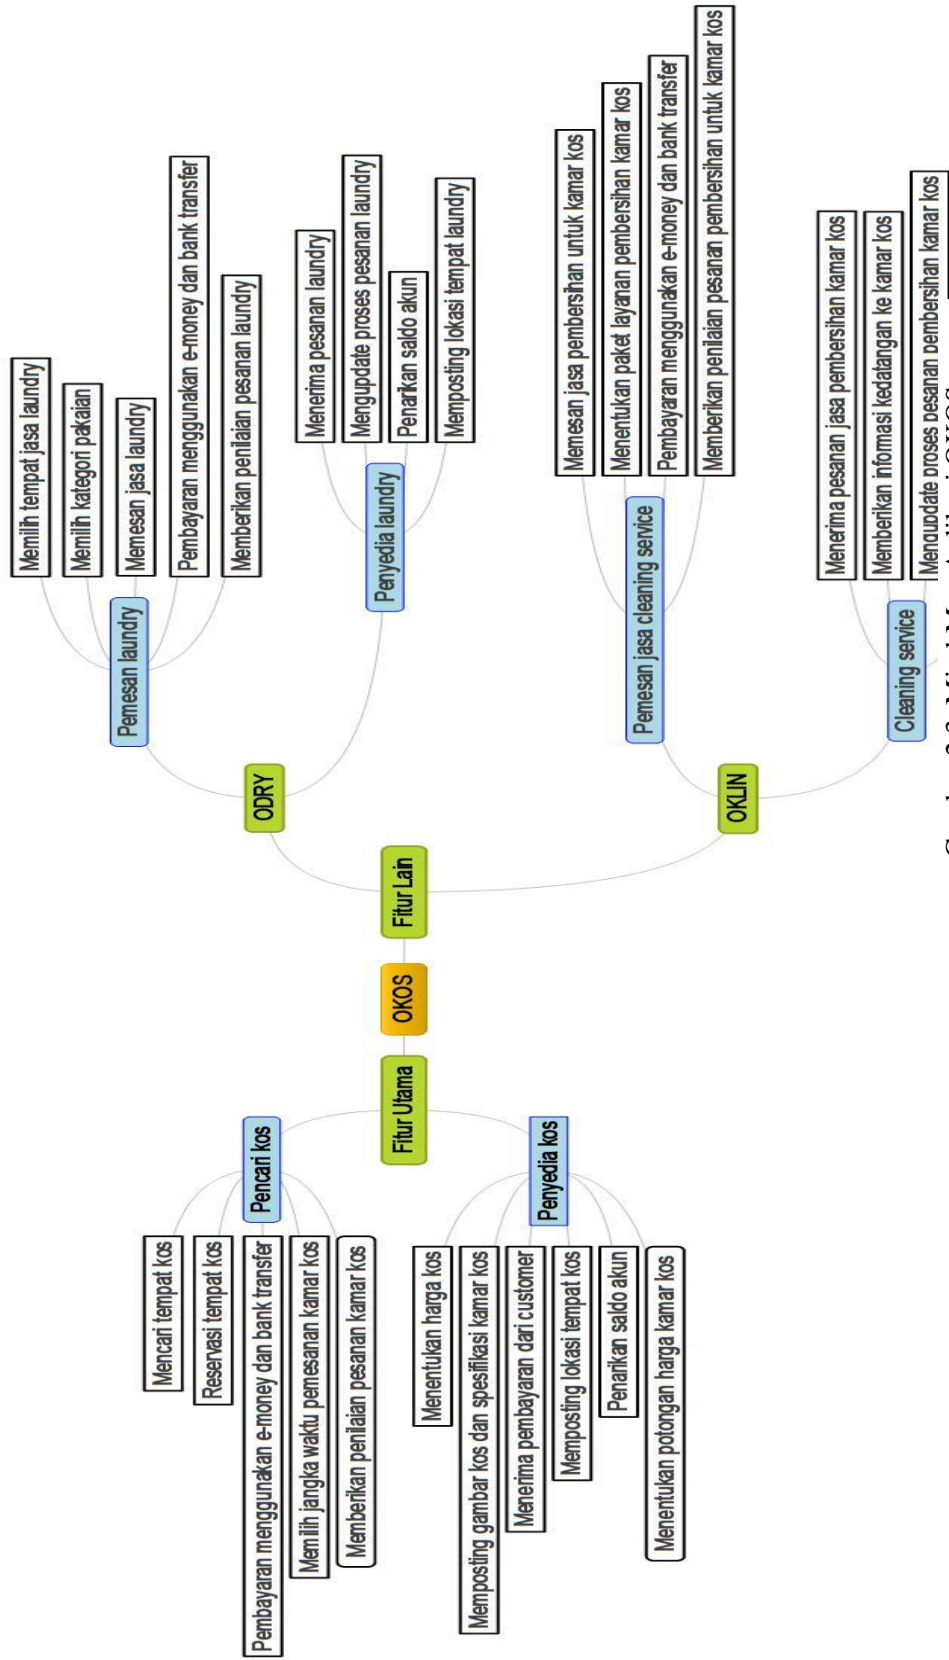 OKOS
Fitur Utama
Pencari kos
Mencari tempat kos
Reservasi tempat kos
Pembayaran menggunakan e-money dan bank transfer
Memilih jangka waktu pemesanan kamar kos
Memberikan penilaian pesanan kamar kos
Penyedia kos
Menentukan harga kos
Memposting gambar kos dan spesifikasi kamar kos
Menerima pembayaran dari customer
Memposting lokasi tempat kos
Penarikan saldo akun
Menentukan potongan harga kamar kos
Fitur Lain
ODRY
Pemesan laundry
Memilih tempat jasa laundry
Memilih kategori pakaian
Memesan jasa laundry
Pembayaran menggunakan e-money dan bank transfer
Memberikan penilaian pesanan laundry
Penyedia laundry
Menerima pesanan laundry
Mengupdate proses pesanan laundry
Penarikan saldo akun
Memposting lokasi tempat laundry
OKLIN
Pemesan jasa cleaning service
Memesan jasa pembersihan untuk kamar kos
Menentukan paket layanan pembersihan kamar kos
Pembayaran menggunakan e-money dan bank transfer
Memberikan penilaian pesanan pembersihan untuk kamar kos
Cleaning service
Menerima pesanan jasa pembersihan kamar kos
Memberikan informasi kedatangan ke kamar kos
Mengupdate proses pesanan pembersihan kamar kos